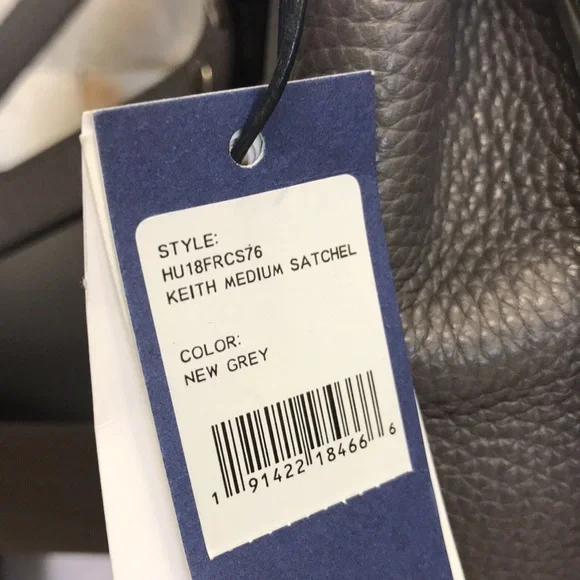 STYLE:
HU18FRCS76
KEITH MEDIUM SATCHEL
COLOR:
NEW GREY
1 91422 18466 6